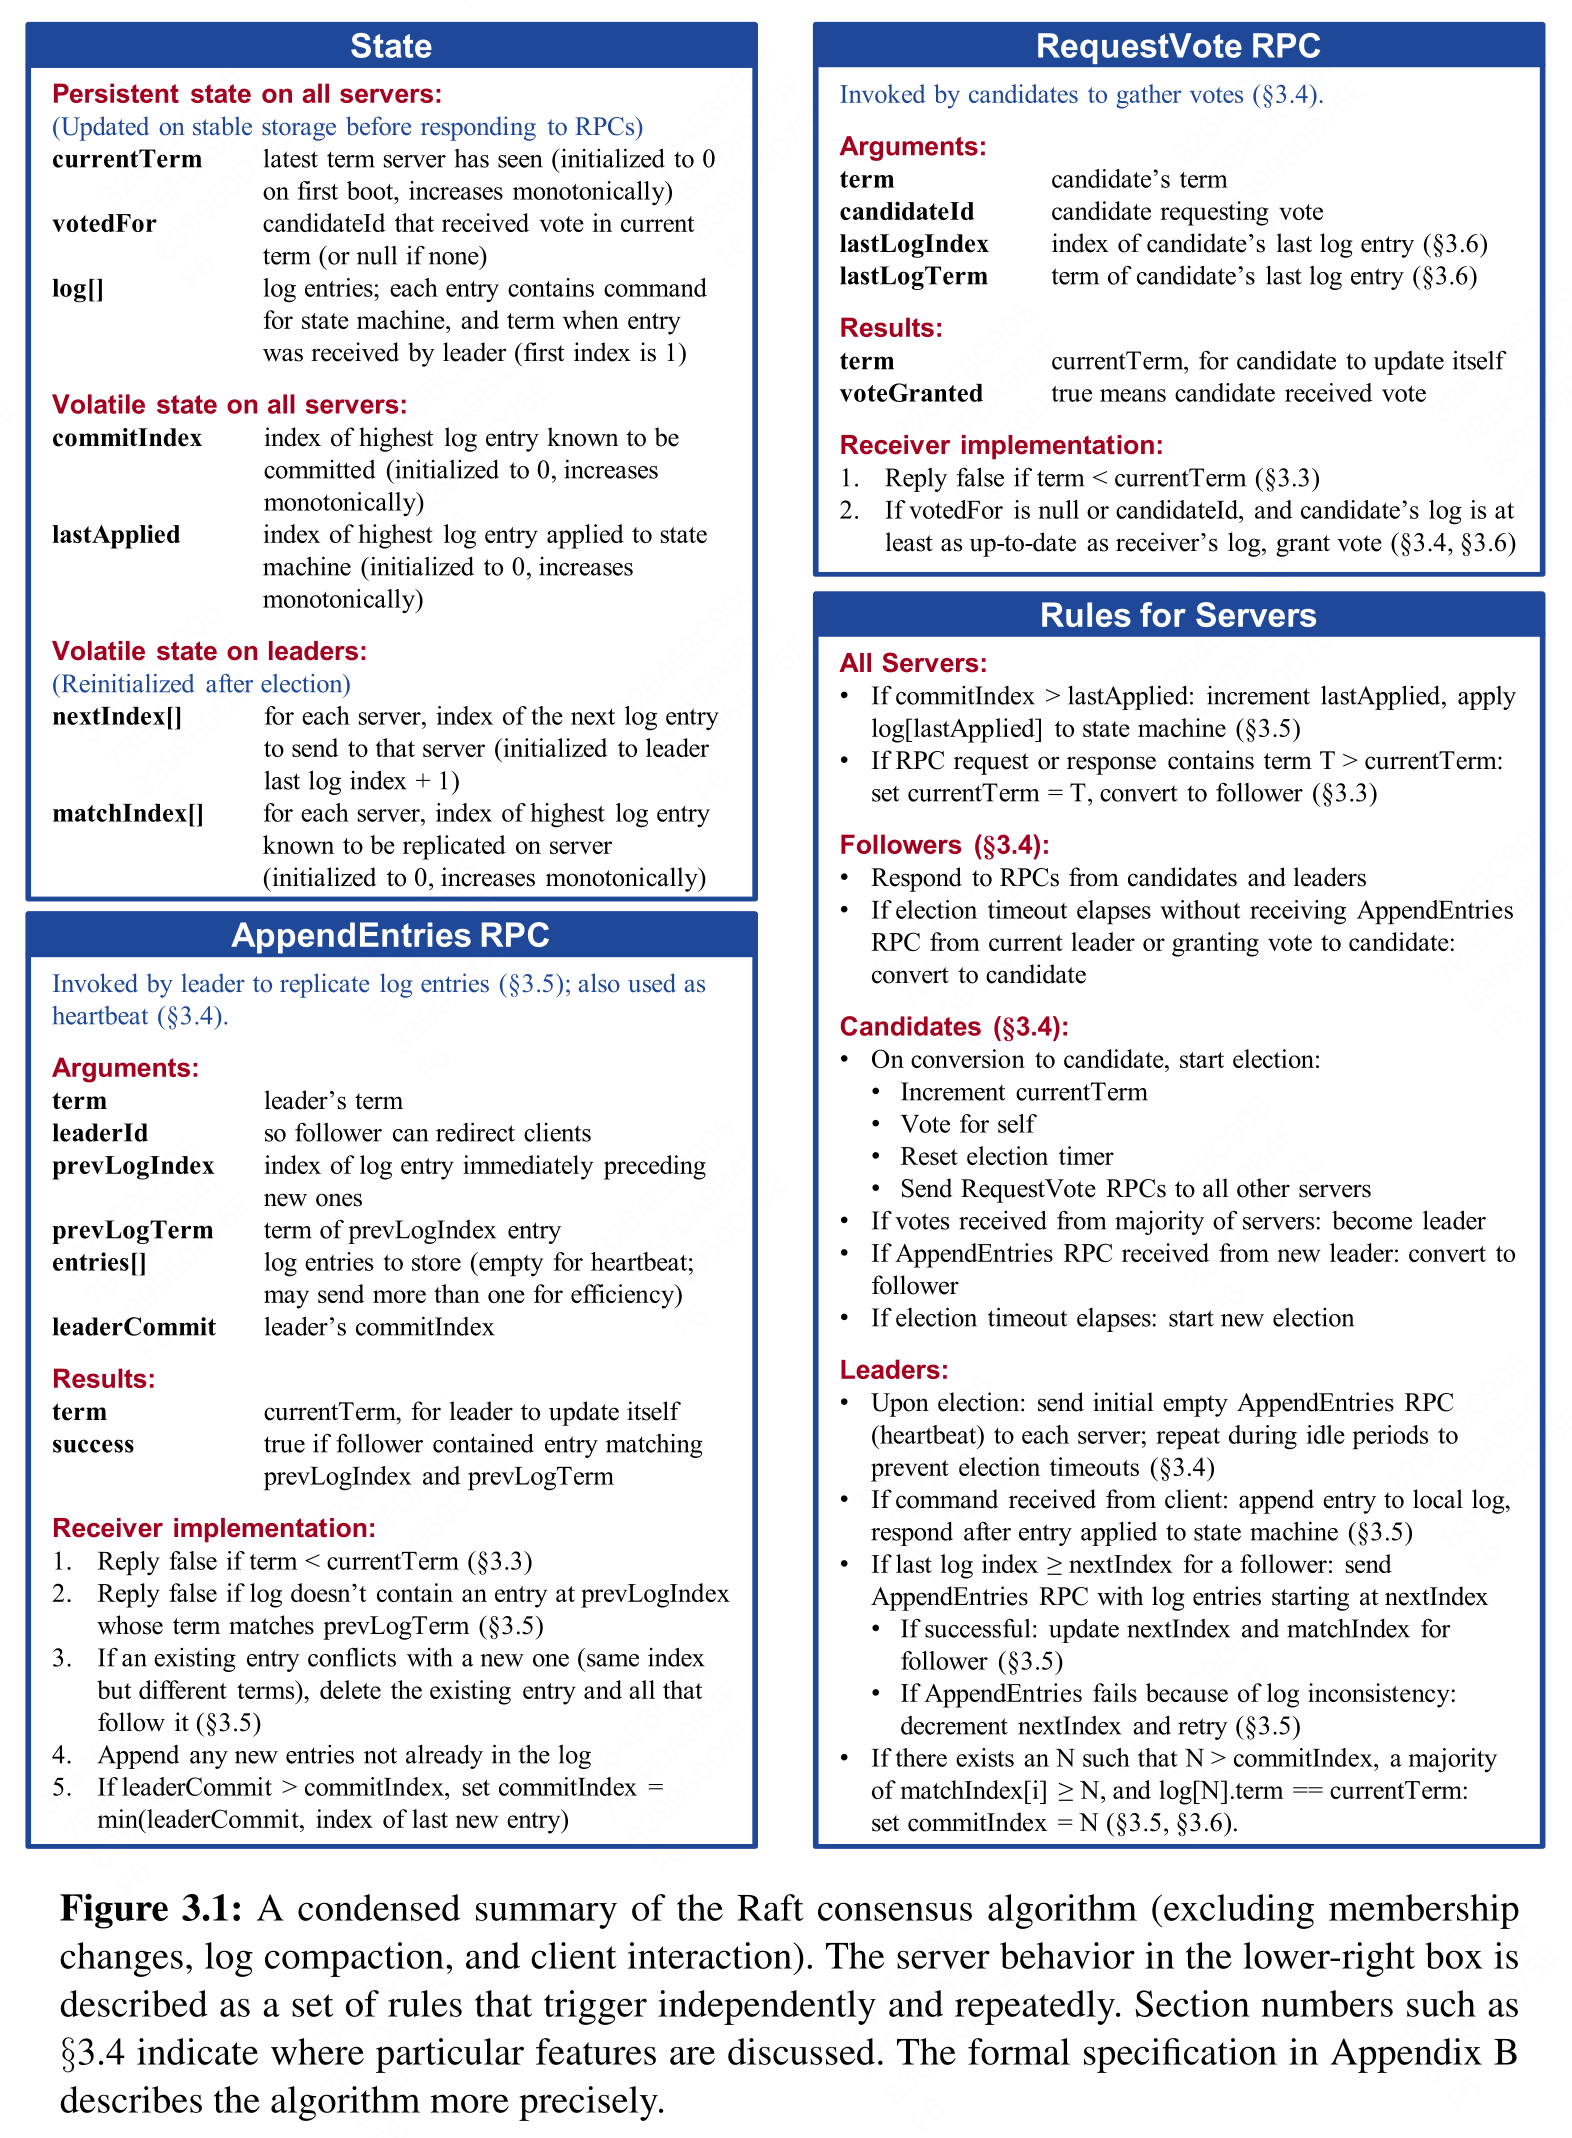 State
Persistent state on all servers:
(Updated on stable storage before responding to RPCs)
currentTerm latest term server has seen (initialized to 0
on first boot, increases monotonically)
votedFor candidateId that received vote in current
term (or null if none)
log[] log entries; each entry contains command
for state machine, and term when entry
was received by leader (first index is 1)
Volatile state on all servers:
commitIndex index of highest log entry known to be
committed (initialized to 0, increases
monotonically)
lastApplied index of highest log entry applied to state
machine (initialized to 0, increases
monotonically)
Volatile state on leaders:
(Reinitialized after election)
nextIndex[] for each server, index of the next log entry
to send to that server (initialized to leader
last log index + 1)
matchIndex[] for each server, index of highest log entry
known to be replicated on server
(initialized to 0, increases monotonically)
AppendEntries RPC
Invoked by leader to replicate log entries (§3.5); also used as
heartbeat (§3.4).
Arguments:
term leader’s term
leaderId so follower can redirect clients
prevLogIndex index of log entry immediately preceding
new ones
prevLogTerm term of prevLogIndex entry
entries[] log entries to store (empty for heartbeat;
may send more than one for efficiency)
leaderCommit leader’s commitIndex
Results:
term currentTerm, for leader to update itself
success true if follower contained entry matching
prevLogIndex and prevLogTerm
Receiver implementation:
1. Reply false if term < currentTerm (§3.3)
2. Reply false if log doesn’t contain an entry at prevLogIndex
whose term matches prevLogTerm (§3.5)
3. If an existing entry conflicts with a new one (same index
but different terms), delete the existing entry and all that
follow it (§3.5)
4. Append any new entries not already in the log
5. If leaderCommit > commitIndex, set commitIndex =
min(leaderCommit, index of last new entry)
RequestVote RPC
Invoked by candidates to gather votes (§3.4).
Arguments:
term candidate’s term
candidateId candidate requesting vote
lastLogIndex index of candidate’s last log entry (§3.6)
lastLogTerm term of candidate’s last log entry (§3.6)
Results:
term currentTerm, for candidate to update itself
voteGranted true means candidate received vote
Receiver implementation:
1. Reply false if term < currentTerm (§3.3)
2. If votedFor is null or candidateId, and candidate’s log is at
least as up-to-date as receiver’s log, grant vote (§3.4, §3.6)
Rules for Servers
All Servers:
• If commitIndex > lastApplied: increment lastApplied, apply
log[lastApplied] to state machine (§3.5)
• If RPC request or response contains term T > currentTerm:
set currentTerm = T, convert to follower (§3.3)
Followers (§3.4):
• Respond to RPCs from candidates and leaders
• If election timeout elapses without receiving AppendEntries
RPC from current leader or granting vote to candidate:
convert to candidate
Candidates (§3.4):
• On conversion to candidate, start election:
• Increment currentTerm
• Vote for self
• Reset election timer
• Send RequestVote RPCs to all other servers
• If votes received from majority of servers: become leader
• If AppendEntries RPC received from new leader: convert to
follower
• If election timeout elapses: start new election
Leaders:
• Upon election: send initial empty AppendEntries RPC
(heartbeat) to each server; repeat during idle periods to
prevent election timeouts (§3.4)
• If command received from client: append entry to local log,
respond after entry applied to state machine (§3.5)
• If last log index ≥ nextIndex for a follower: send
AppendEntries RPC with log entries starting at nextIndex
• If successful: update nextIndex and matchIndex for
follower (§3.5)
• If AppendEntries fails because of log inconsistency:
decrement nextIndex and retry (§3.5)
• If there exists an N such that N > commitIndex, a majority
of matchIndex[i] ≥ N, and log[N].term == currentTerm:
set commitIndex = N (§3.5, §3.6).
Figure 3.1: A condensed summary of the Raft consensus algorithm (excluding membership
changes, log compaction, and client interaction). The server behavior in the lower-right box is
described as a set of rules that trigger independently and repeatedly. Section numbers such as
§3.4 indicate where particular features are discussed. The formal specification in Appendix B
describes the algorithm more precisely.